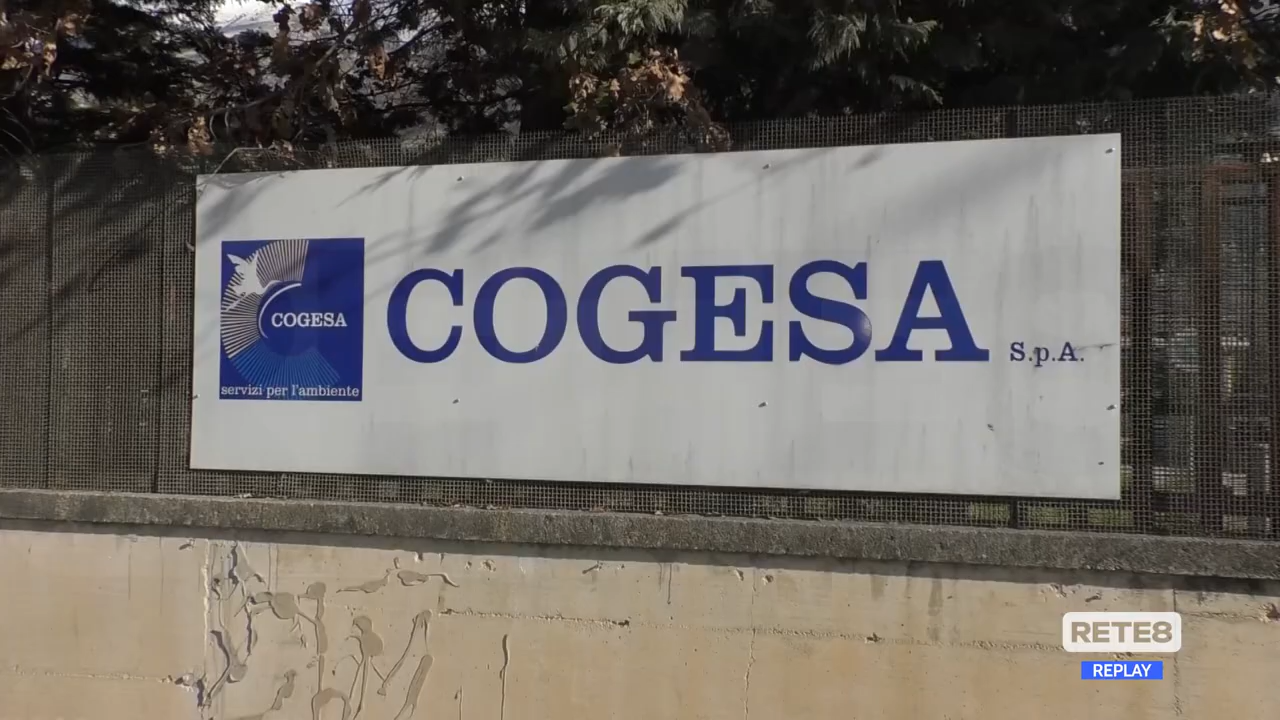 COGESA
servizi per l'ambiente
COGESA S.p.A.
RETE8
REPLAY